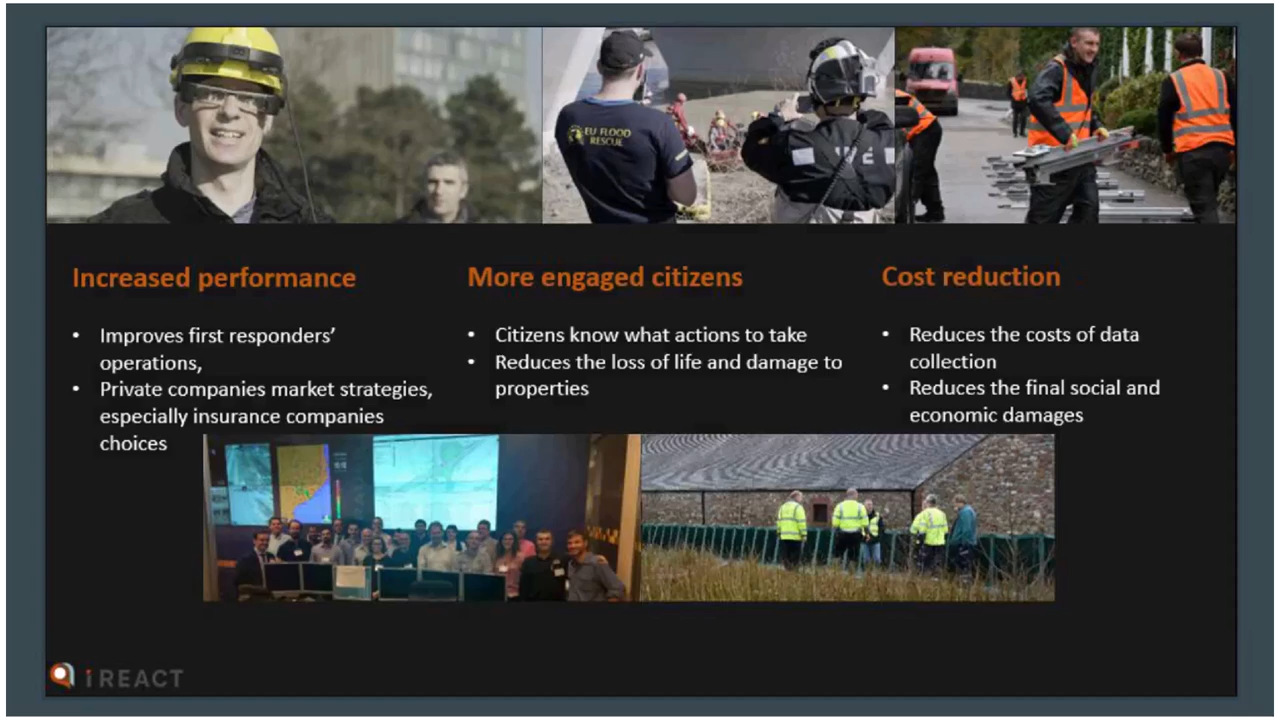 EU FLOOD
RESCUE
Increased performance
• Improves first responders’
operations,
• Private companies market strategies,
especially insurance companies
choices
More engaged citizens
• Citizens know what actions to take
• Reduces the loss of life and damage to
properties
Cost reduction
• Reduces the costs of data
collection
• Reduces the final social and
economic damages
iREACT